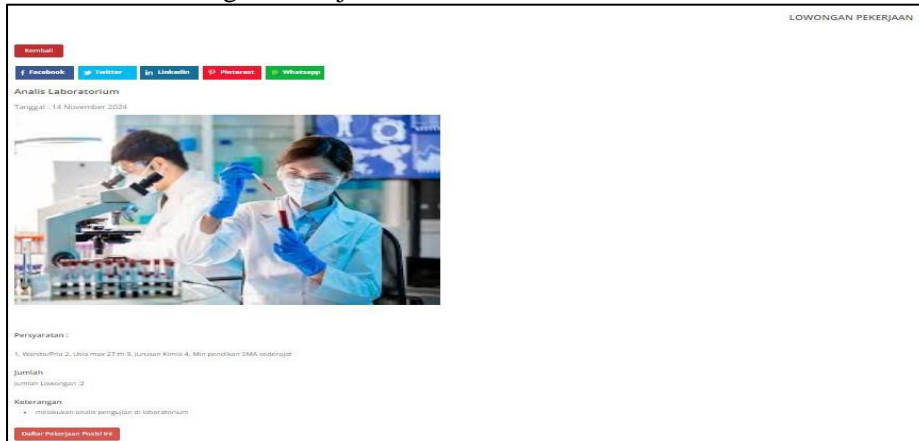 LOWONGAN PEKERJAAN
Kembali
Facebook Twitter Linkedin Pinterest Whatsapp
Analis Laboratorium
Tanggal : 14 November 2024
Persyaratan :
1. Wanita/Pria 2. Usia max 27 th 3. Jurusan Kimia 4. Min pendikan SMA sederajat
Jumlah
Jumlah Lowongan :2
Keterangan
• melakukan analis pengujian di laboratorium
Daftar Pekerjaan Posisi Ini